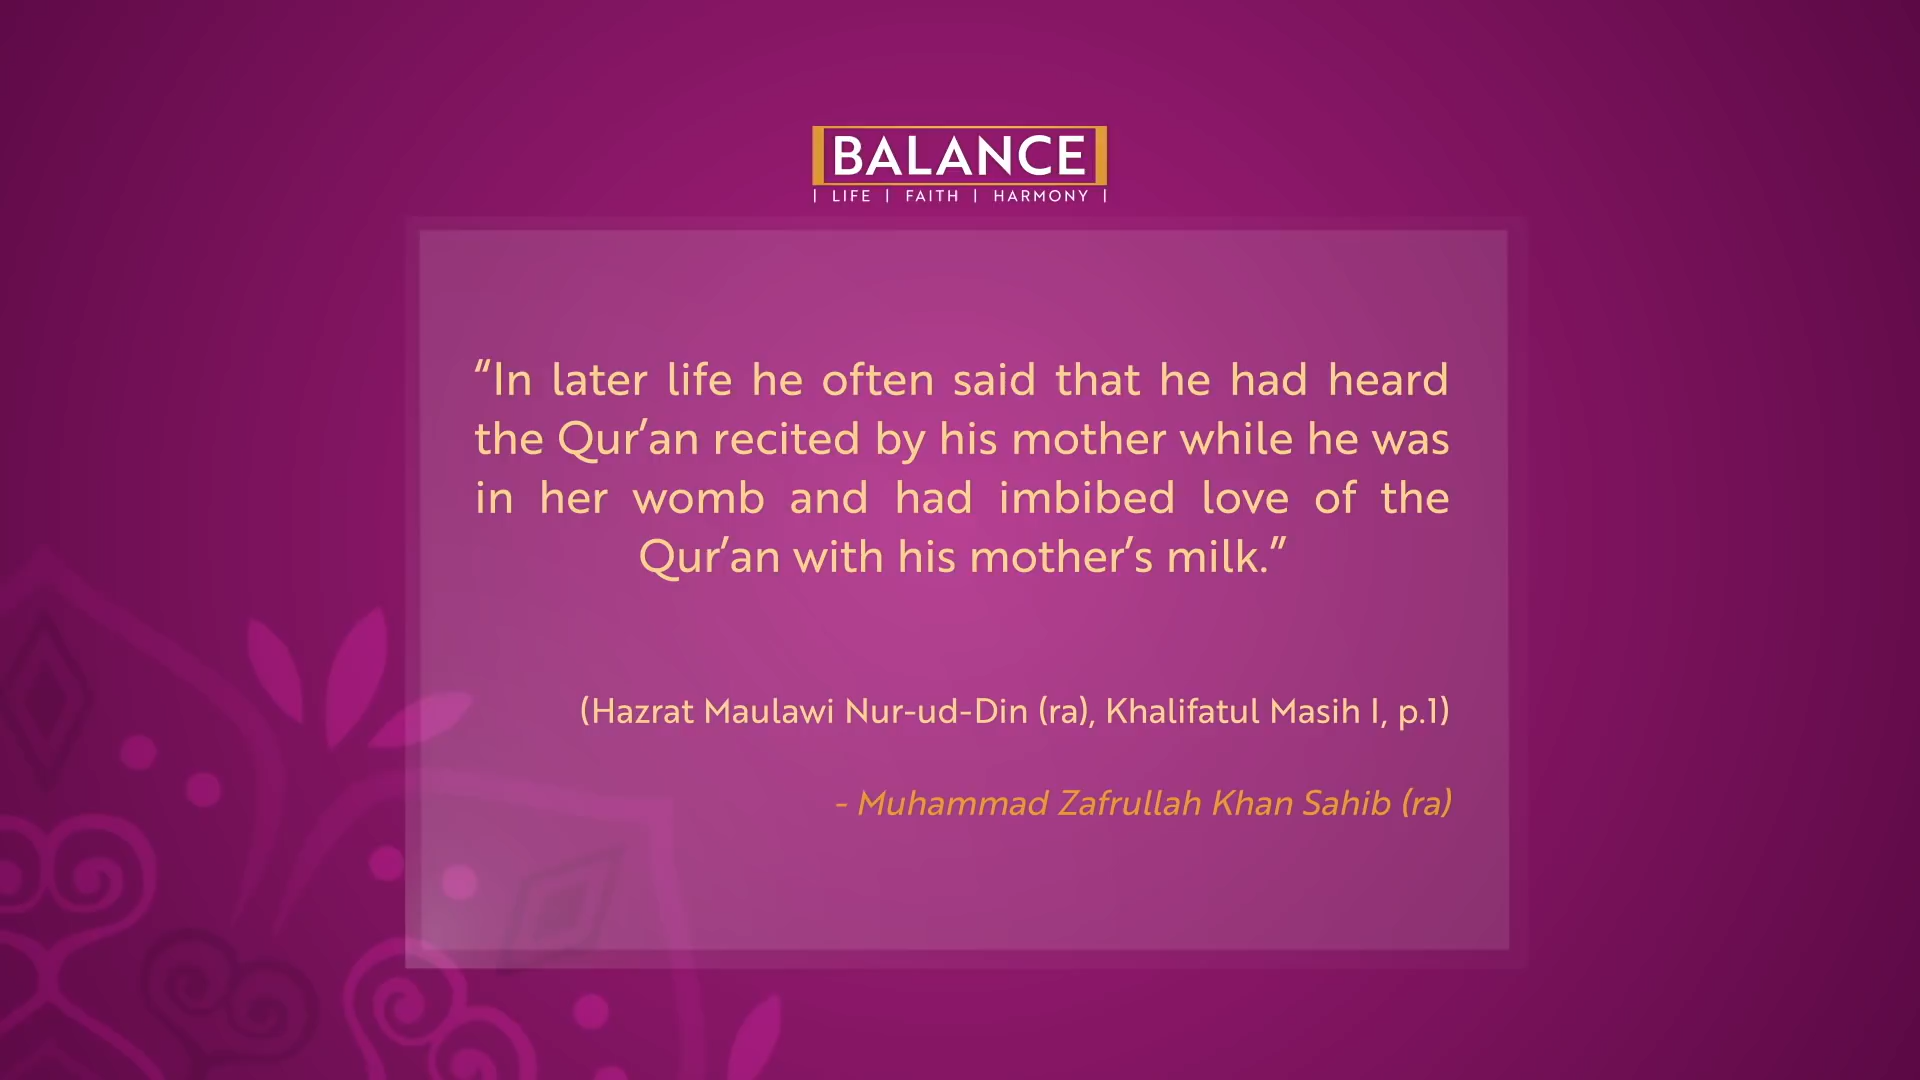 BALANCE
| LIFE | FAITH | HARMONY |
“In later life he often said that he had heard
the Qur’an recited by his mother while he was
in her womb and had imbibed love of the
Qur’an with his mother’s milk.”
(Hazrat Maulawi Nur-ud-Din (ra), Khalifatul Masih I, p.1)
- Muhammad Zafrullah Khan Sahib (ra)